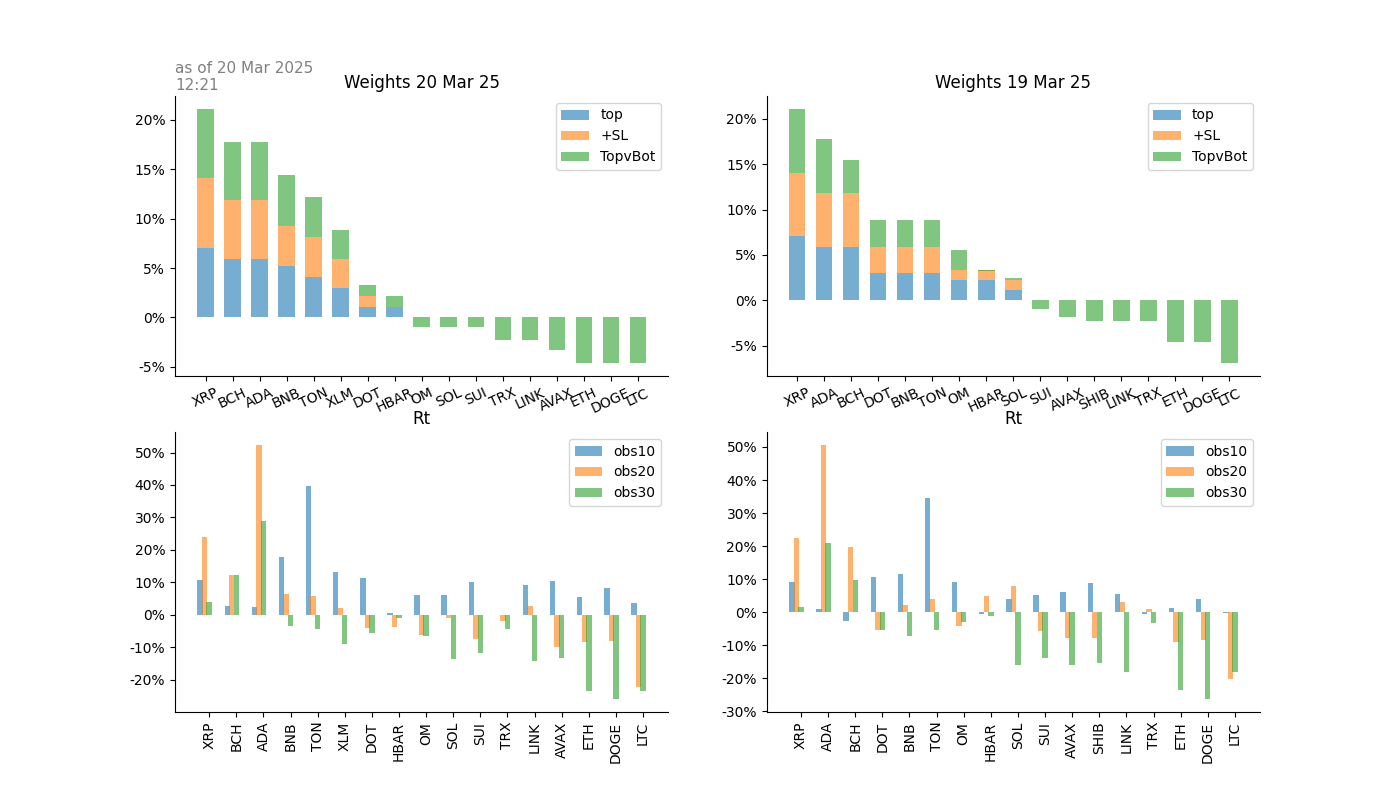 as of 20 Mar 2025
12:21
Weights 20 Mar 25
top
+SL
TopvBot
20%
15%
10%
5%
0%
-5%
XRP BCH ADA BNB TON XLM DOT HBAR OM SOL SUI TRX LINK AVAX ETH DOGE LTC
Weights 19 Mar 25
top
+SL
TopvBot
20%
15%
10%
5%
0%
-5%
XRP ADA BCH DOT BNB TON OM HBAR SOL SUI AVAX SHIB LINK TRX ETH DOGE LTC
Rt
obs10
obs20
obs30
50%
40%
30%
20%
10%
0%
-10%
-20%
XRP BCH ADA BNB TON XLM DOT HBAR OM SOL SUI TRX LINK AVAX ETH DOGE LTC
Rt
obs10
obs20
obs30
50%
40%
30%
20%
10%
0%
-10%
-20%
-30%
XRP ADA BCH DOT BNB TON OM HBAR SOL SUI AVAX SHIB LINK TRX ETH DOGE LTC